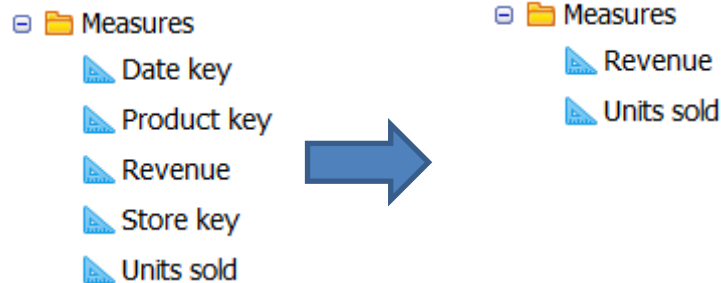 Measures
Date key
Product key
Revenue
Store key
Units sold
Measures
Revenue
Units sold